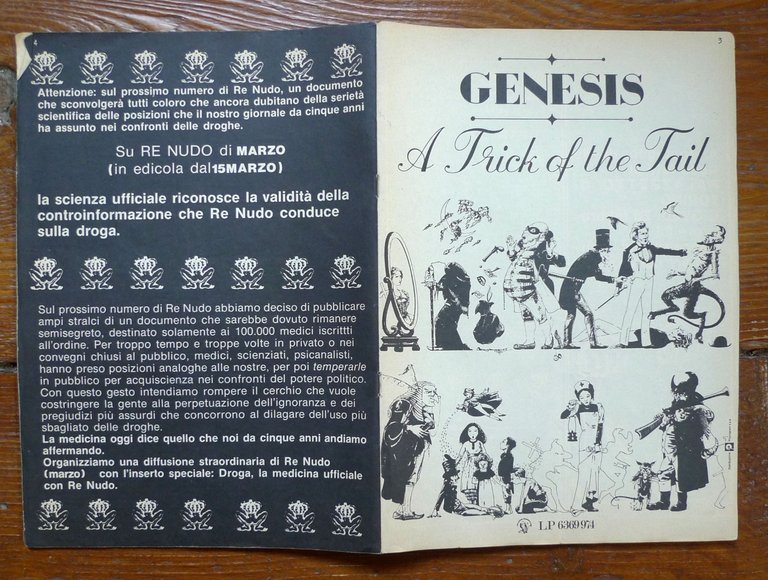 4
Attenzione: sul prossimo numero di Re Nudo, un documento
che sconvolgerà tutti coloro che ancora dubitano della serietà
scientifica delle posizioni che il nostro giornale da cinque anni
ha assunto nei confronti delle droghe.
Su RE NUDO di MARZO
(in edicola dal 15 MARZO)
la scienza ufficiale riconosce la validità della
controinformazione che Re Nudo conduce
sulla droga.
Sul prossimo numero di Re Nudo abbiamo deciso di pubblicare
ampi stralci di un documento che sarebbe dovuto rimanere
semisegreto, destinato solamente ai 100.000 medici iscrittti
all'ordine. Per troppo tempo e troppe volte in privato o nei
convegni chiusi al pubblico, medici, scienziati, psicanalisti,
hanno preso posizioni analoghe alle nostre, per poi temperarle
in pubblico per acquiscienza nei confronti del potere politico.
Con questo gesto intendiamo rompere il cerchio che vuole
costringere la gente alla perpetuazione dell'ignoranza e dei
pregiudizi più assurdi che concorrono al dilagare dell'uso più
sbagliato delle droghe.
La medicina oggi dice quello che noi da cinque anni andiamo
affermando.
Organizziamo una diffusione straordinaria di Re Nudo
(marzo) con l'inserto speciale: Droga, la medicina ufficiale
con Re Nudo.
3
GENESIS
A Trick of the Tail
LP 6369 974